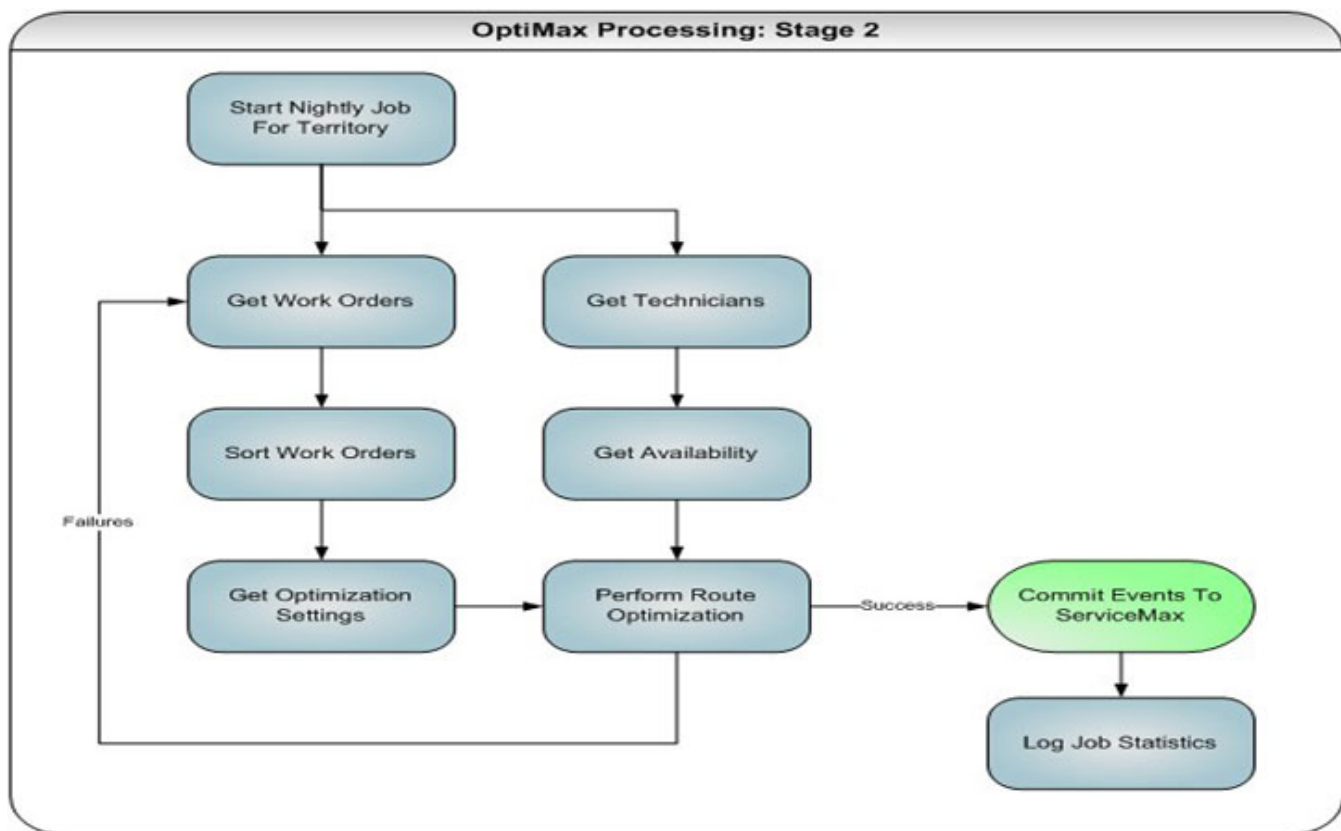 OptiMax Processing: Stage 2
Start Nightly Job
For Territory
Get Work Orders
Get Technicians
Sort Work Orders
Get Availability
Failures
Get Optimization
Settings
Perform Route
Optimization
Success
Commit Events To
ServiceMax
Log Job Statistics